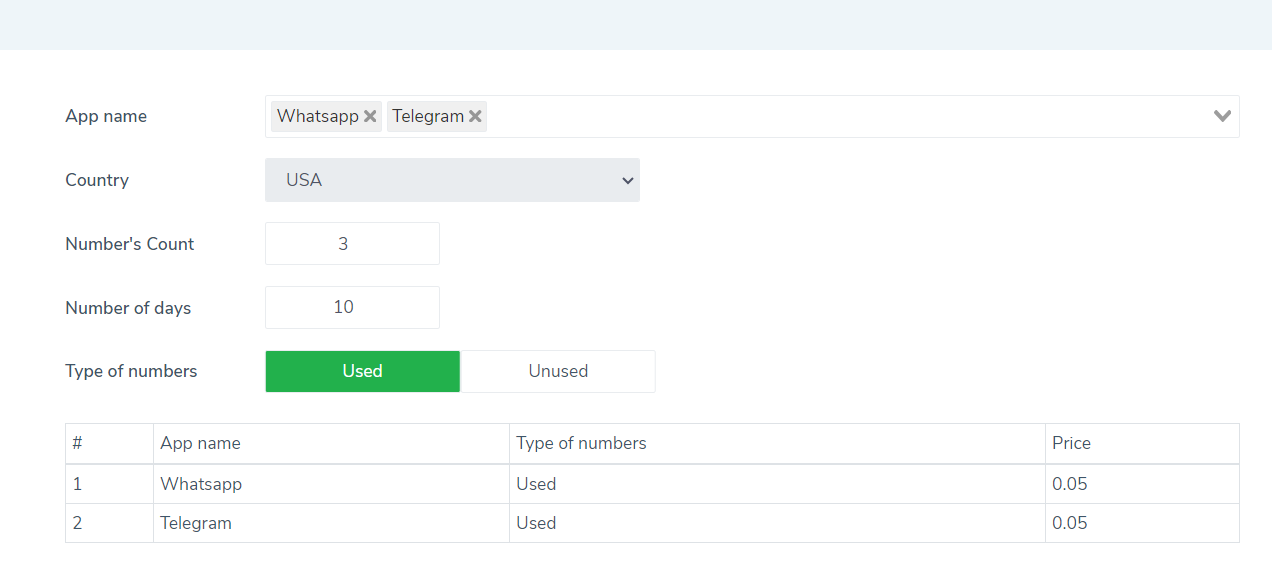 App name Whatsapp Telegram
Country USA
Number's Count 3
Number of days 10
Type of numbers Used Unused
# App name Type of numbers Price
1 Whatsapp Used 0.05
2 Telegram Used 0.05